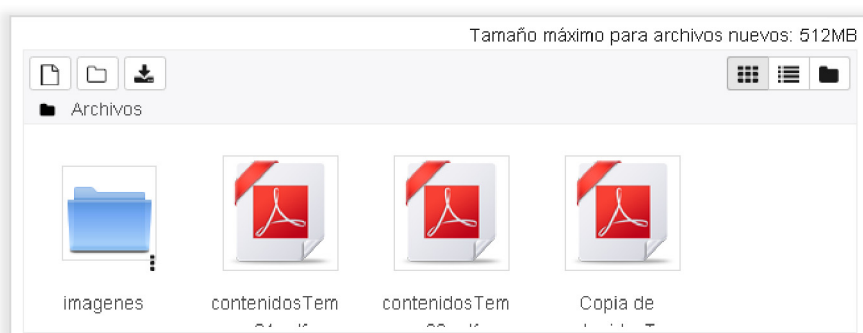 Tamaño máximo para archivos nuevos: 512MB
Archivos
imagenes
contenidosTem
contenidosTem
Copia de